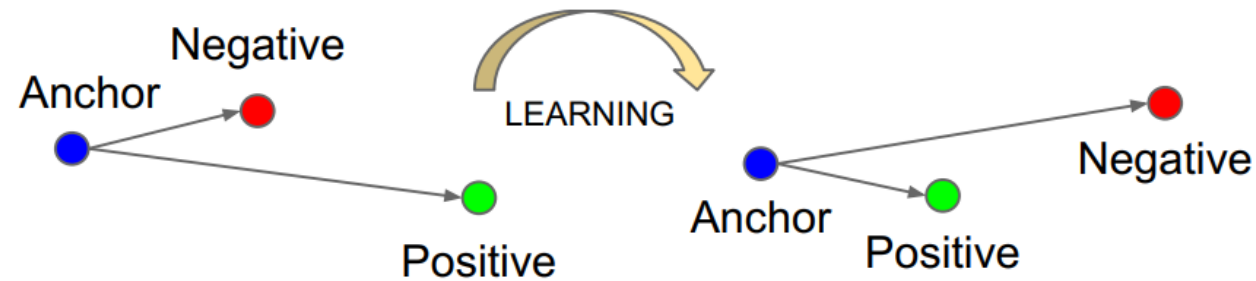 Negative
Anchor
Positive
LEARNING
Anchor
Positive
Negative